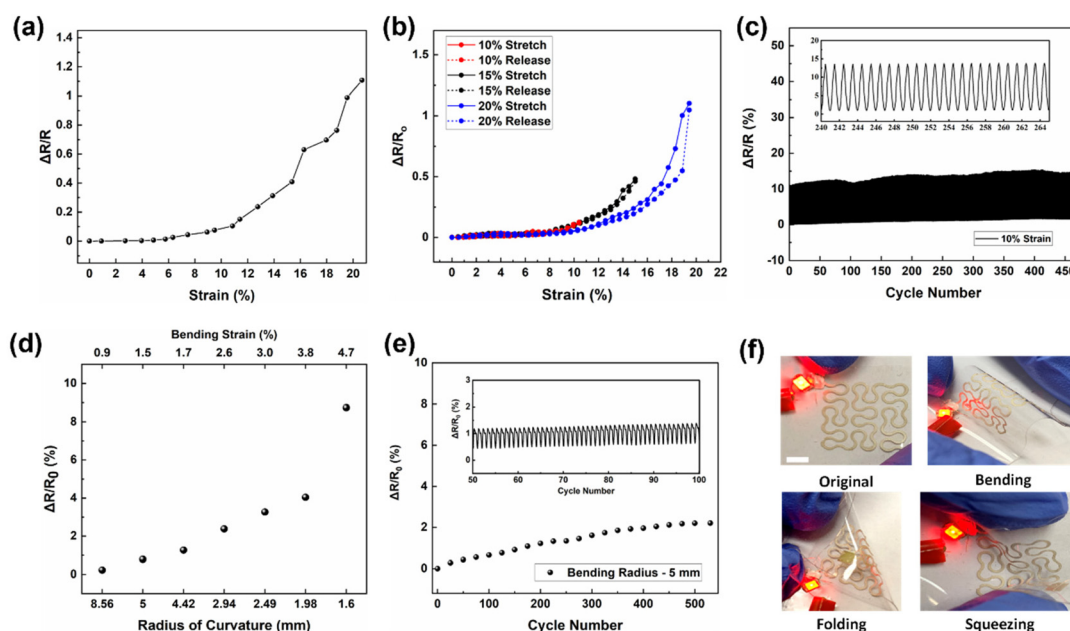 (a)
ΔR/R
1.4
1.2
1
0.8
0.6
0.4
0.2
0
0 2 4 6 8 10 12 14 16 18 20
Strain (%)
(b)
ΔR/R₀
1.5
1
0.5
0
10% Stretch
10% Release
15% Stretch
15% Release
20% Stretch
20% Release
0 2 4 6 8 10 12 14 16 18 20 22
Strain (%)
(c)
ΔR/R (%)
50
40
30
20
10
0
-10
20
15
10
5
0
240 242 244 246 248 250 252 254 256 258 260 262 264
10% Strain
0 50 100 150 200 250 300 350 400 450
Cycle Number
(d)
Bending Strain (%)
0.9 1.5 1.7 2.6 3.0 3.8 4.7
ΔR/R0 (%)
10
8
6
4
2
0
8.56 5 4.42 2.94 2.49 1.98 1.6
Radius of Curvature (mm)
(e)
ΔR/R₀ (%)
10
8
6
4
2
0
ΔR/R₀ (%)
3
2
1
0
50 60 70 80 90 100
Cycle Number
Bending Radius - 5 mm
0 100 200 300 400 500
Cycle Number
(f)
Original
Bending
Folding
Squeezing